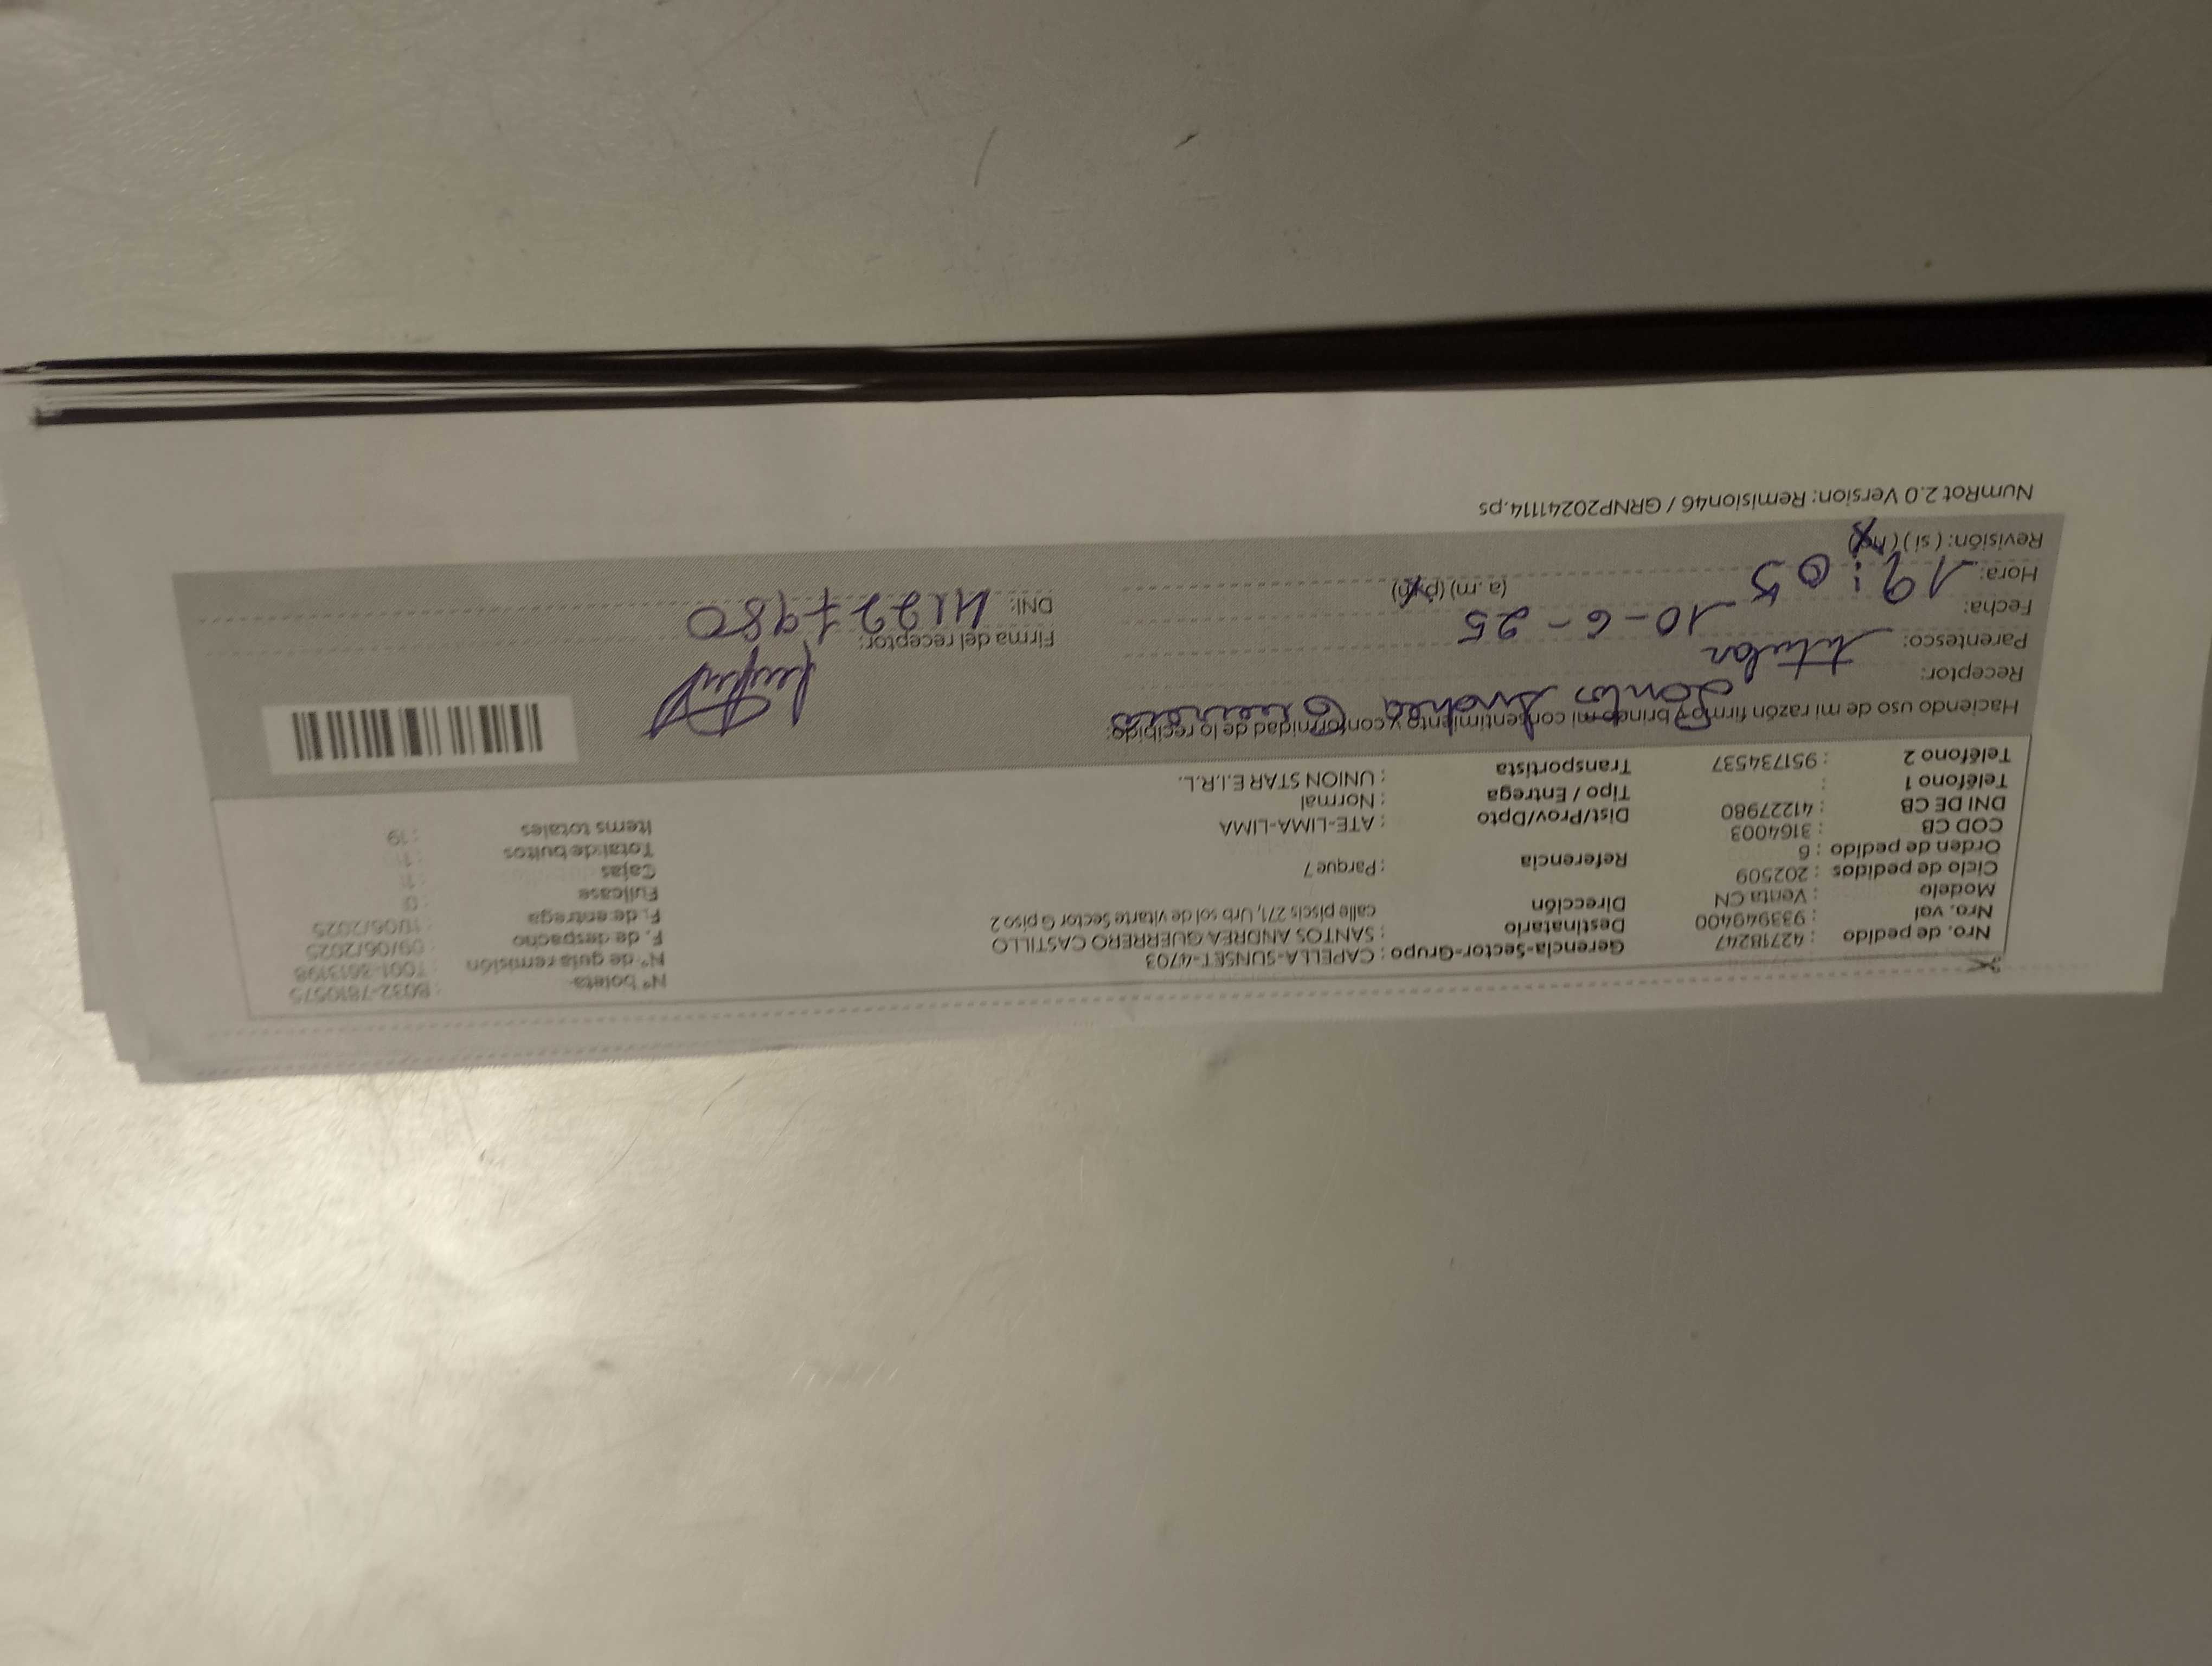 Nro. de pedido : 42718247
Nro. val : 933949400
Modelo : Venta CN
Ciclo de pedidos : 202509
Orden de pedido : 6
COD CB : 3164003
DNI DE CB : 41227980
Teléfono 1 :
Teléfono 2 : 951734537
Gerencia-Sector-Grupo : CAPELLA-SUNSET-4703
Destinatario : SANTOS ANDREA GUERRERO CASTILLO
Dirección calle piscis 271, Urb sol de vitarte Sector G piso 2
Referencia : Parque 7
Dist/Prov/Dpto : ATE-LIMA-LIMA
Tipo / Entrega : Normal
Transportista : UNION STAR E.I.R.L.
Nº boleta : B032-7810575
Nº de guía remisión : T001-3613198
F. de despacho : 09/06/2025
F. de entrega : 11/06/2025
Fullcase : 0
Cajas : 1
Total de bultos : 1
Items totales : 19
Haciendo uso de mi razón firmo y brindo mi consentimiento y conformidad de lo recibido:
Receptor: Santos Andrea Guerrero
Parentesco: titular
Fecha: 10-6-25
Hora: 19:05 (a.m) (p.m)
Revisión: (si) (no)
Firma del receptor:
DNI: 41227980
NumRot 2.0 Version: Remision46 / GRNP20241114.ps